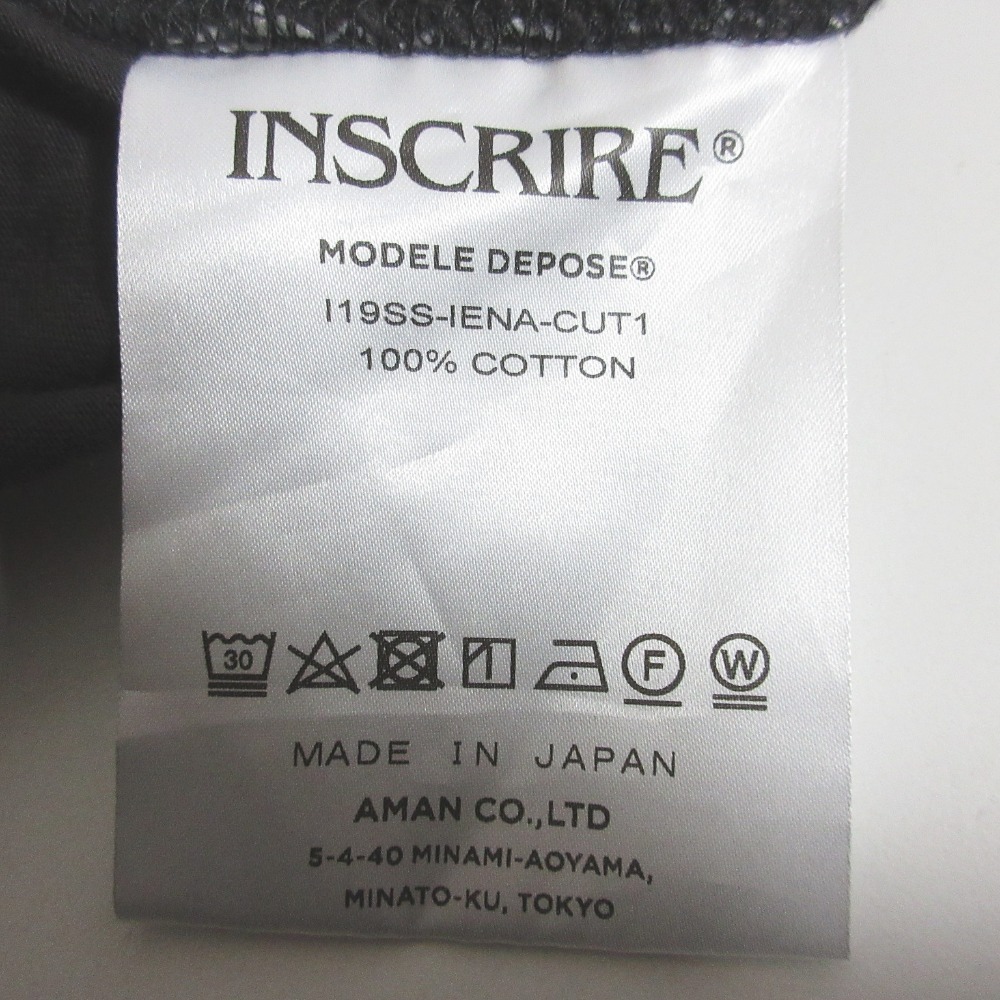 INSCRIRE®
MODELE DEPOSE®
I19SS-IENA-CUT1
100% COTTON
30 F W
MADE IN JAPAN
AMAN CO.,LTD
5-4-40 MINAMI-AOYAMA,
MINATO-KU, TOKYO